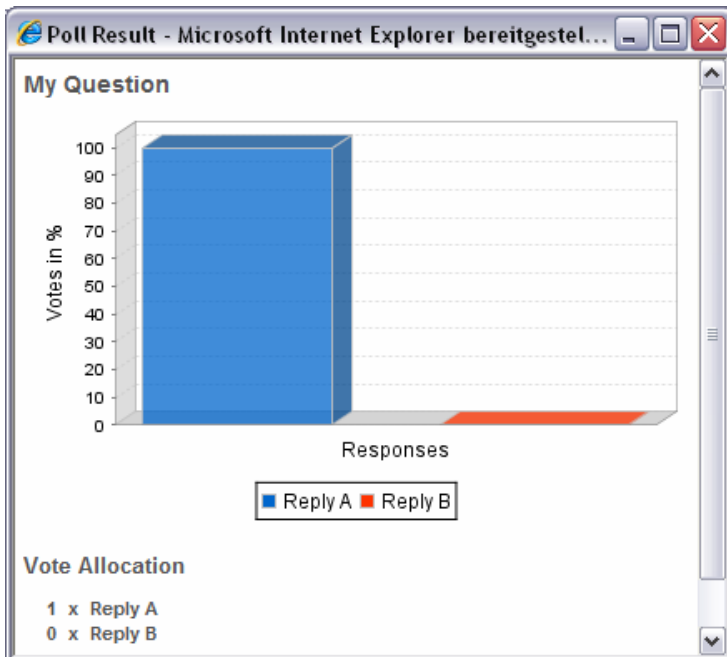 Poll Result - Microsoft Internet Explorer bereitgestel...
My Question
100
90
80
70
60
50
40
30
20
10
0
Votes in %
Responses
Reply A Reply B
Vote Allocation
1 x Reply A
0 x Reply B